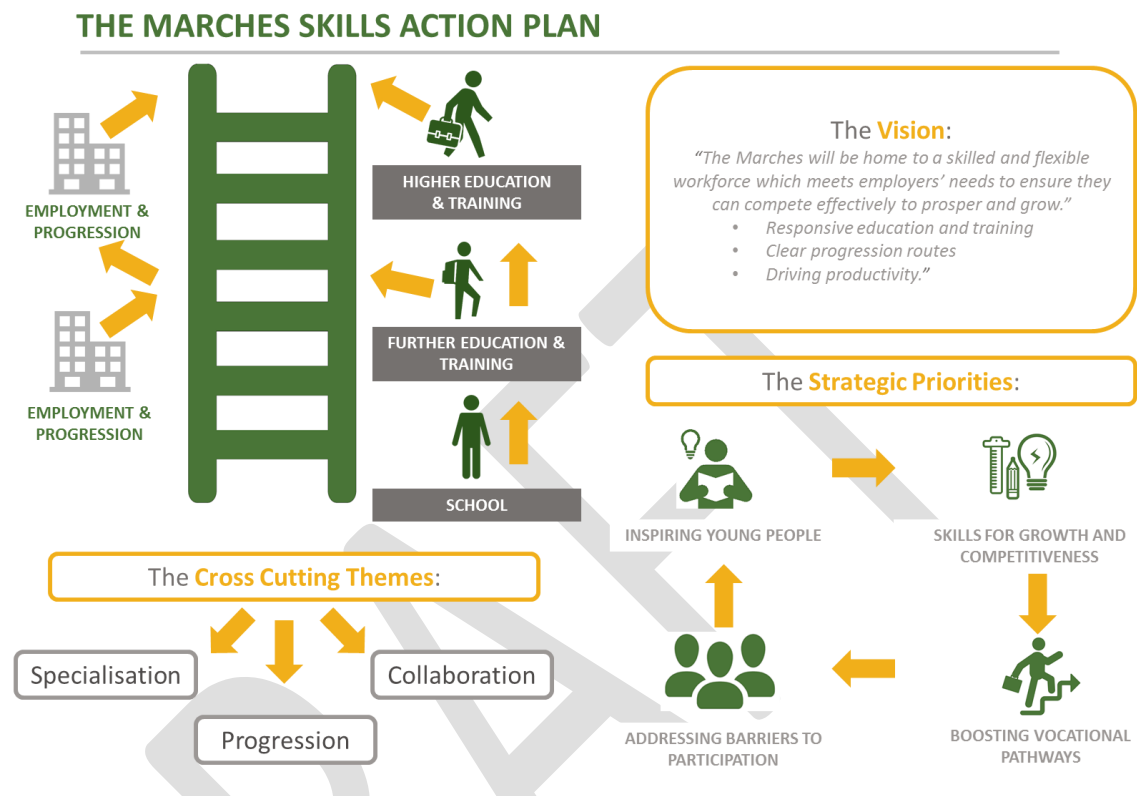 THE MARCHES SKILLS ACTION PLAN
EMPLOYMENT &
PROGRESSION
EMPLOYMENT &
PROGRESSION
HIGHER EDUCATION
& TRAINING
FURTHER EDUCATION &
TRAINING
SCHOOL
The Vision:
“The Marches will be home to a skilled and flexible
workforce which meets employers’ needs to ensure they
can compete effectively to prosper and grow.”
• Responsive education and training
• Clear progression routes
• Driving productivity.”
The Strategic Priorities:
INSPIRING YOUNG PEOPLE
SKILLS FOR GROWTH AND
COMPETITIVENESS
ADDRESSING BARRIERS TO
PARTICIPATION
BOOSTING VOCATIONAL
PATHWAYS
The Cross Cutting Themes:
Specialisation
Collaboration
Progression
DRAFT